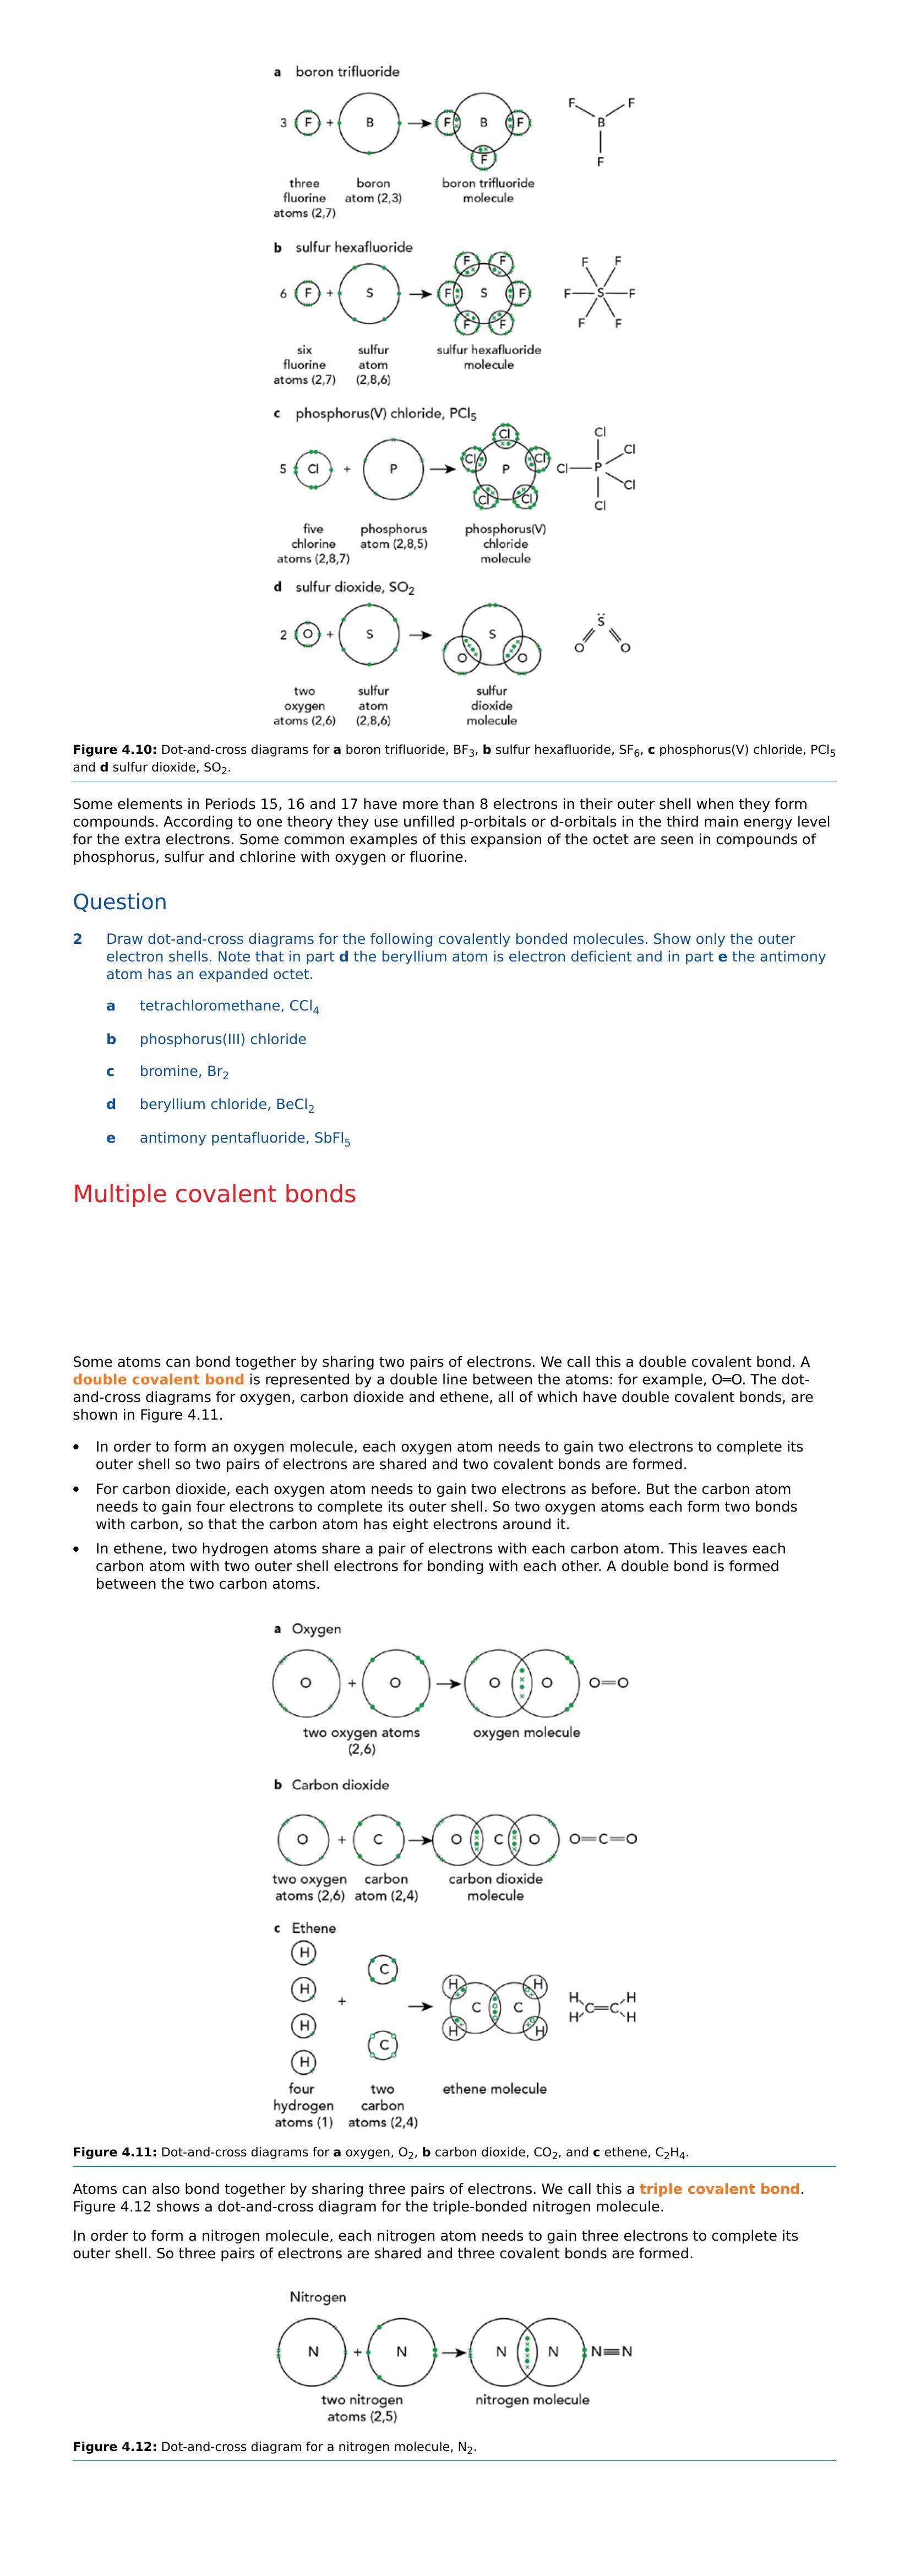 a boron trifluoride
3 F + B F B F F F F B F
three fluorine atoms (2,7)
boron atom (2,3)
boron trifluoride molecule
b sulfur hexafluoride
6 F + S F F F S F F F F F F S F F F
six fluorine atoms (2,7)
sulfur atom (2,8,6)
sulfur hexafluoride molecule
c phosphorus(V) chloride, PCl5
5 Cl + P Cl Cl P Cl Cl Cl Cl Cl Cl P Cl Cl
five chlorine atoms (2,8,7)
phosphorus atom (2,8,5)
phosphorus(V) chloride molecule
d sulfur dioxide, SO2
2 O + S S O O S O O
two oxygen atoms (2,6)
sulfur atom (2,8,6)
sulfur dioxide molecule
Figure 4.10: Dot-and-cross diagrams for a boron trifluoride, BF3, b sulfur hexafluoride, SF6, c phosphorus(V) chloride, PCl5
and d sulfur dioxide, SO2.
Some elements in Periods 15, 16 and 17 have more than 8 electrons in their outer shell when they form
compounds. According to one theory they use unfilled p-orbitals or d-orbitals in the third main energy level
for the extra electrons. Some common examples of this expansion of the octet are seen in compounds of
phosphorus, sulfur and chlorine with oxygen or fluorine.
Question
2 Draw dot-and-cross diagrams for the following covalently bonded molecules. Show only the outer
electron shells. Note that in part d the beryllium atom is electron deficient and in part e the antimony
atom has an expanded octet.
a tetrachloromethane, CCl4
b phosphorus(III) chloride
c bromine, Br2
d beryllium chloride, BeCl2
e antimony pentafluoride, SbFl5
Multiple covalent bonds
Some atoms can bond together by sharing two pairs of electrons. We call this a double covalent bond. A
double covalent bond is represented by a double line between the atoms: for example, O=O. The dot-
and-cross diagrams for oxygen, carbon dioxide and ethene, all of which have double covalent bonds, are
shown in Figure 4.11.
• In order to form an oxygen molecule, each oxygen atom needs to gain two electrons to complete its
outer shell so two pairs of electrons are shared and two covalent bonds are formed.
• For carbon dioxide, each oxygen atom needs to gain two electrons as before. But the carbon atom
needs to gain four electrons to complete its outer shell. So two oxygen atoms each form two bonds
with carbon, so that the carbon atom has eight electrons around it.
• In ethene, two hydrogen atoms share a pair of electrons with each carbon atom. This leaves each
carbon atom with two outer shell electrons for bonding with each other. A double bond is formed
between the two carbon atoms.
a Oxygen
O + O O O O=O
two oxygen atoms (2,6)
oxygen molecule
b Carbon dioxide
O + C O C O O=C=O
two oxygen atoms (2,6)
carbon atom (2,4)
carbon dioxide molecule
c Ethene
H H H H + C C H H C C H H H H C=C H H
four hydrogen atoms (1)
two carbon atoms (2,4)
ethene molecule
Figure 4.11: Dot-and-cross diagrams for a oxygen, O2, b carbon dioxide, CO2, and c ethene, C2H4.
Atoms can also bond together by sharing three pairs of electrons. We call this a triple covalent bond.
Figure 4.12 shows a dot-and-cross diagram for the triple-bonded nitrogen molecule.
In order to form a nitrogen molecule, each nitrogen atom needs to gain three electrons to complete its
outer shell. So three pairs of electrons are shared and three covalent bonds are formed.
Nitrogen
N + N N N N≡N
two nitrogen atoms (2,5)
nitrogen molecule
Figure 4.12: Dot-and-cross diagram for a nitrogen molecule, N2.